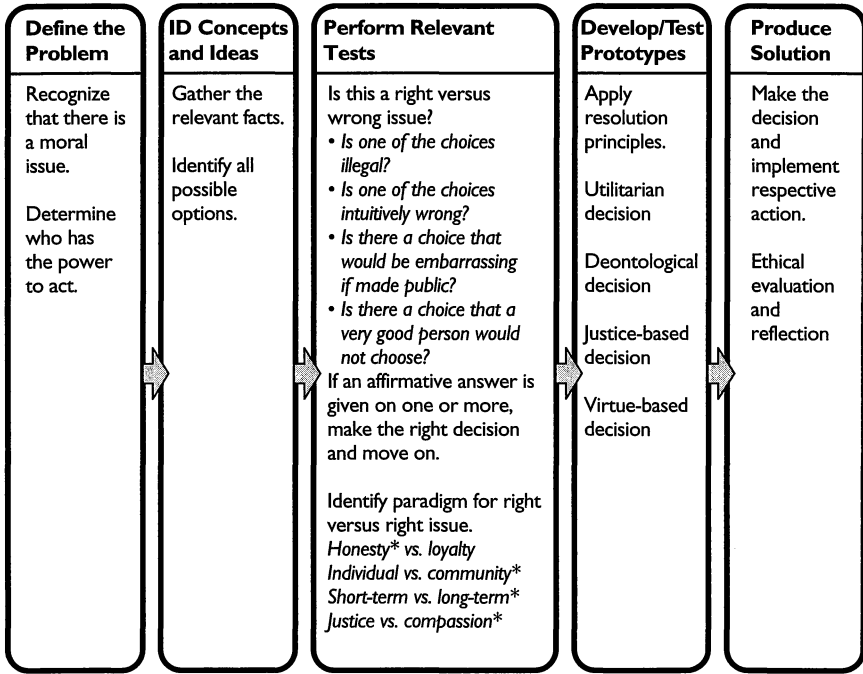 Define the
Problem
Recognize
that there is
a moral
issue.
Determine
who has
the power
to act.
ID Concepts
and Ideas
Gather the
relevant facts.
Identify all
possible
options.
Perform Relevant
Tests
Is this a right versus
wrong issue?
• Is one of the choices
illegal?
• Is one of the choices
intuitively wrong?
• Is there a choice that
would be embarrassing
if made public?
• Is there a choice that a
very good person would
not choose?
If an affirmative answer is
given on one or more,
make the right decision
and move on.
Identify paradigm for right
versus right issue.
Honesty* vs. loyalty
Individual vs. community*
Short-term vs. long-term*
Justice vs. compassion*
Develop/Test
Prototypes
Apply
resolution
principles.
Utilitarian
decision
Deontological
decision
Justice-based
decision
Virtue-based
decision
Produce
Solution
Make the
decision
and
implement
respective
action.
Ethical
evaluation
and
reflection